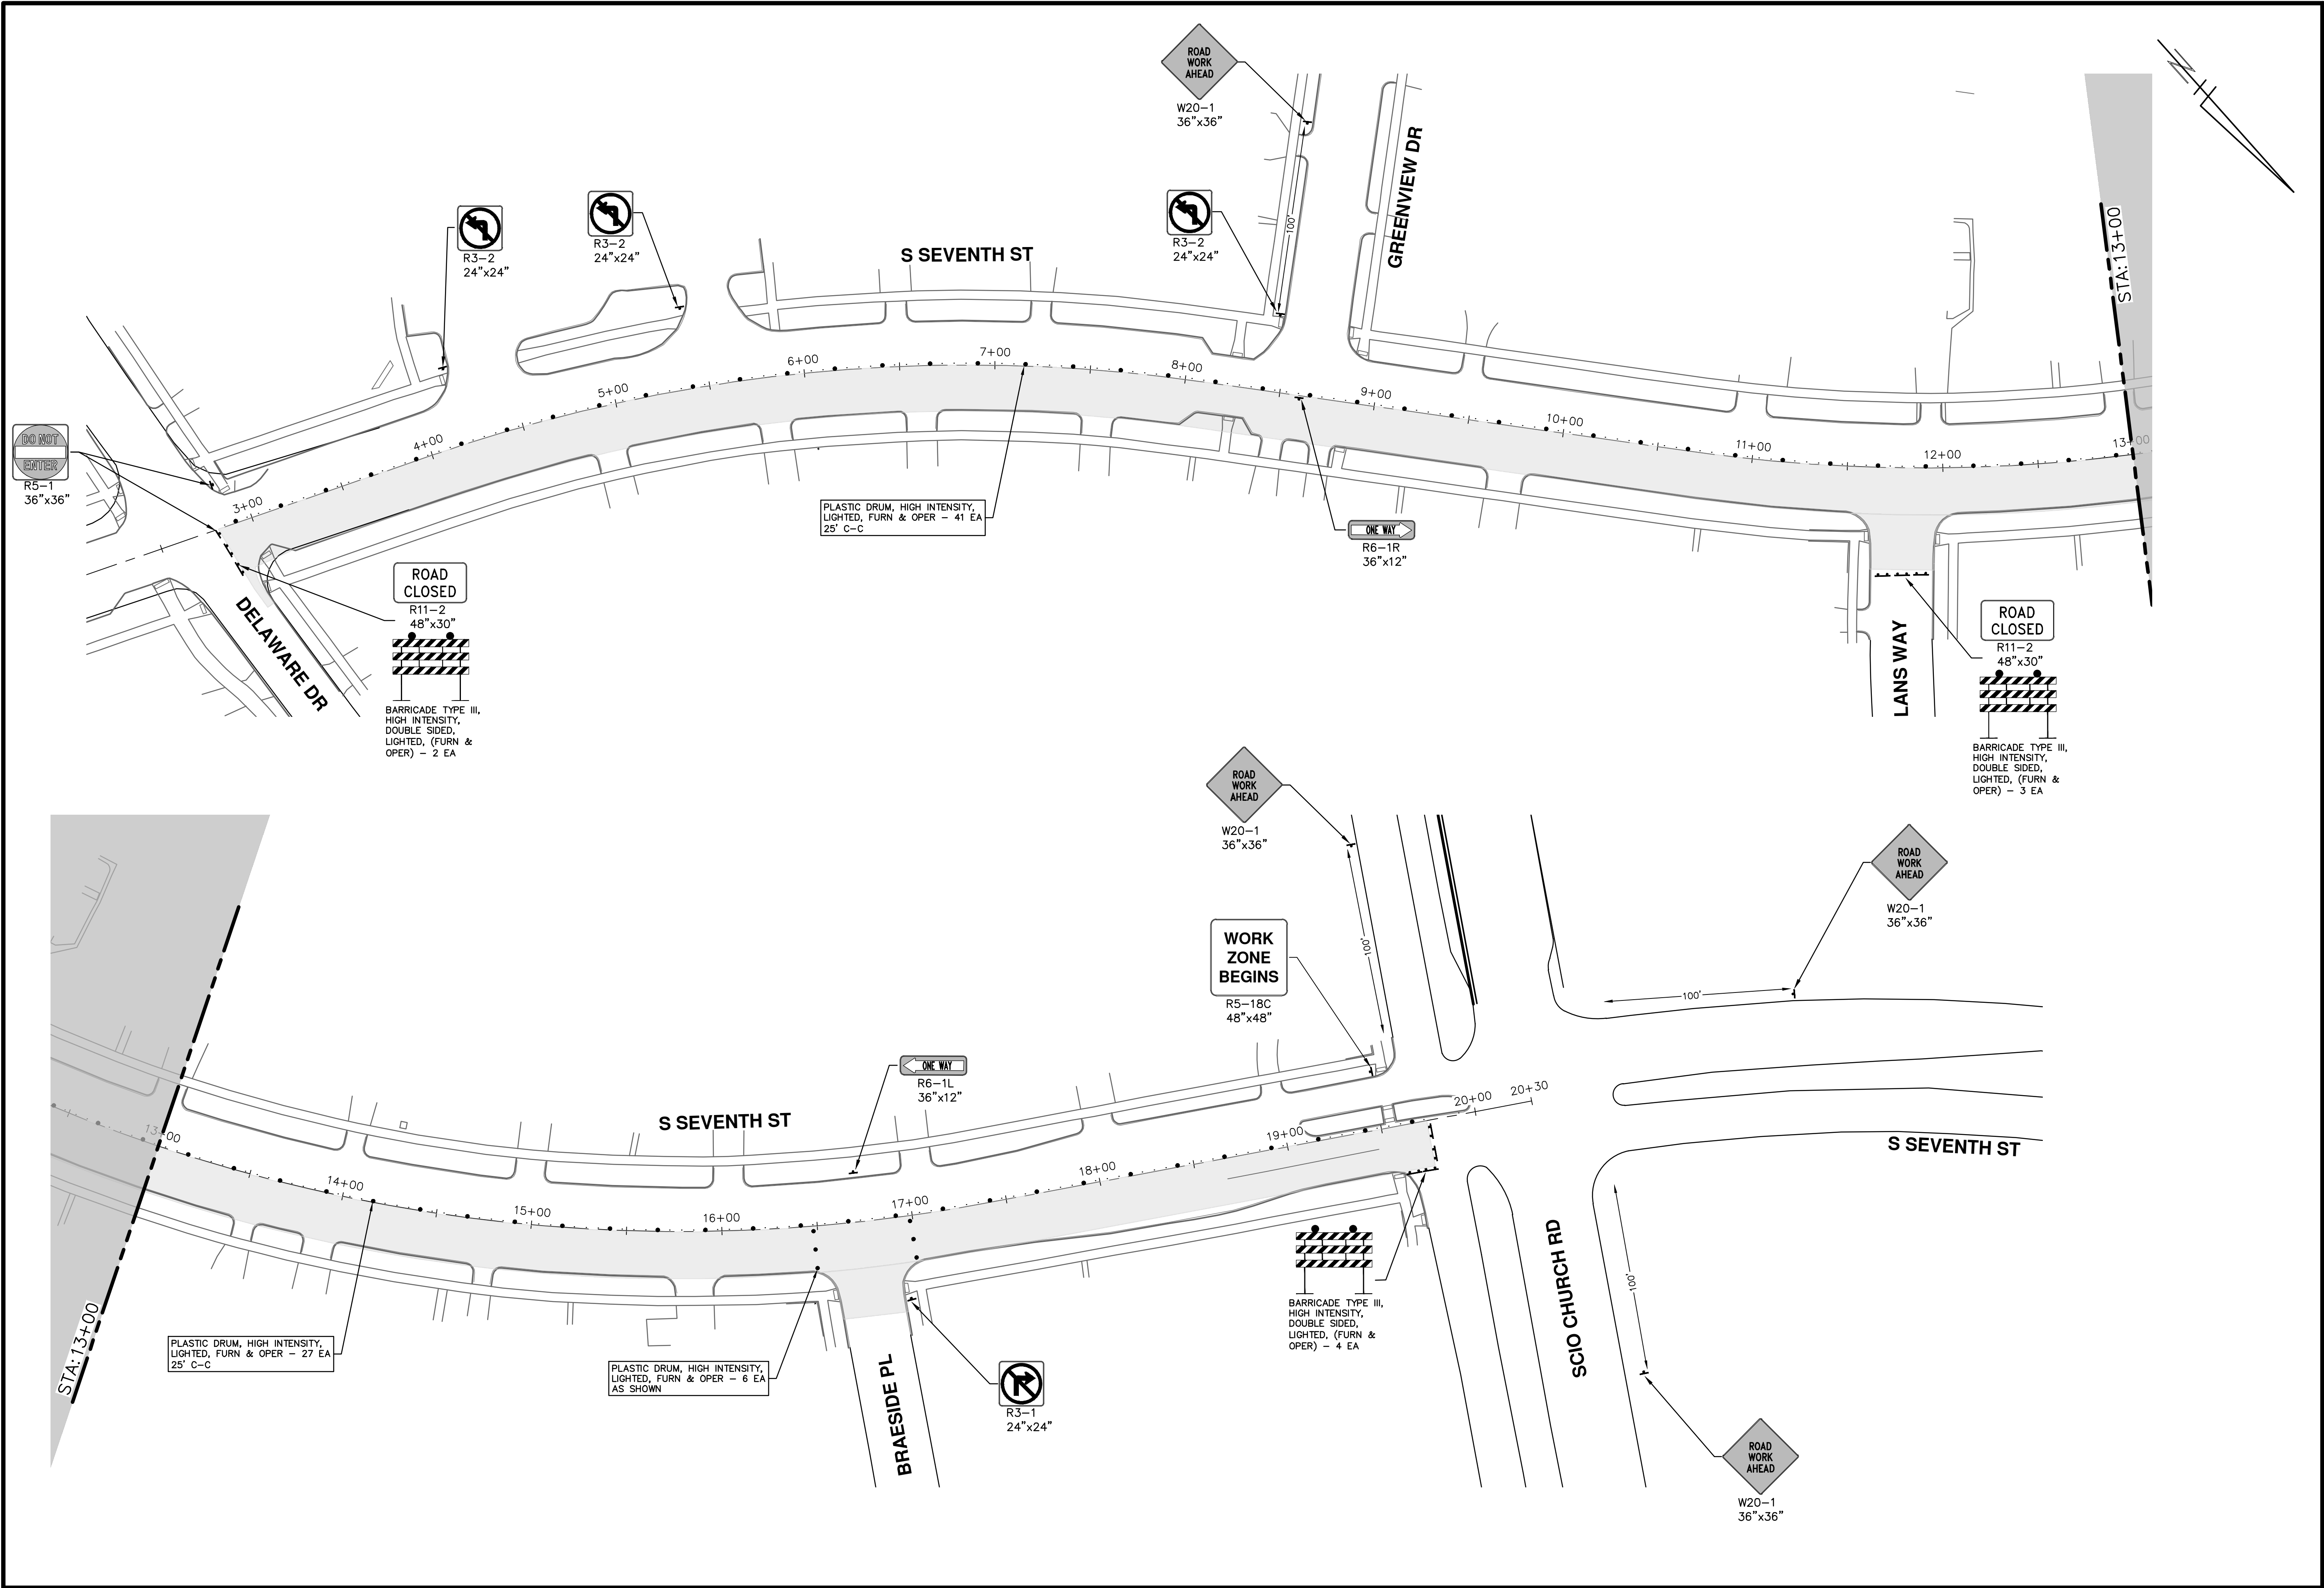 ROAD
WORK
AHEAD
W20-1
36"x36"
N
R3-2
24"x24"
R3-2
24"x24"
R3-2
24"x24"
100'
GREENVIEW DR
S SEVENTH ST
STA:13+00
DO NOT
ENTER
R5-1
36"x36"
3+00
4+00
5+00
6+00
7+00
8+00
9+00
10+00
11+00
12+00
13+00
PLASTIC DRUM, HIGH INTENSITY,
LIGHTED, FURN & OPER - 41 EA
25' C-C
ONE WAY
R6-1R
36"x12"
DELAWARE DR
ROAD
CLOSED
R11-2
48"x30"
BARRICADE TYPE III,
HIGH INTENSITY,
DOUBLE SIDED,
LIGHTED, (FURN &
OPER) - 2 EA
LANS WAY
ROAD
CLOSED
R11-2
48"x30"
BARRICADE TYPE III,
HIGH INTENSITY,
DOUBLE SIDED,
LIGHTED, (FURN &
OPER) - 3 EA
ROAD
WORK
AHEAD
W20-1
36"x36"
100'
ROAD
WORK
AHEAD
W20-1
36"x36"
100'
WORK
ZONE
BEGINS
R5-18C
48"x48"
ONE WAY
R6-1L
36"x12"
S SEVENTH ST
13+00
14+00
15+00
16+00
17+00
18+00
19+00
20+00
20+30
S SEVENTH ST
STA:13+00
PLASTIC DRUM, HIGH INTENSITY,
LIGHTED, FURN & OPER - 27 EA
25' C-C
PLASTIC DRUM, HIGH INTENSITY,
LIGHTED, FURN & OPER - 6 EA
AS SHOWN
BRAESIDE PL
R3-1
24"x24"
BARRICADE TYPE III,
HIGH INTENSITY,
DOUBLE SIDED,
LIGHTED, (FURN &
OPER) - 4 EA
SCIO CHURCH RD
100'
ROAD
WORK
AHEAD
W20-1
36"x36"